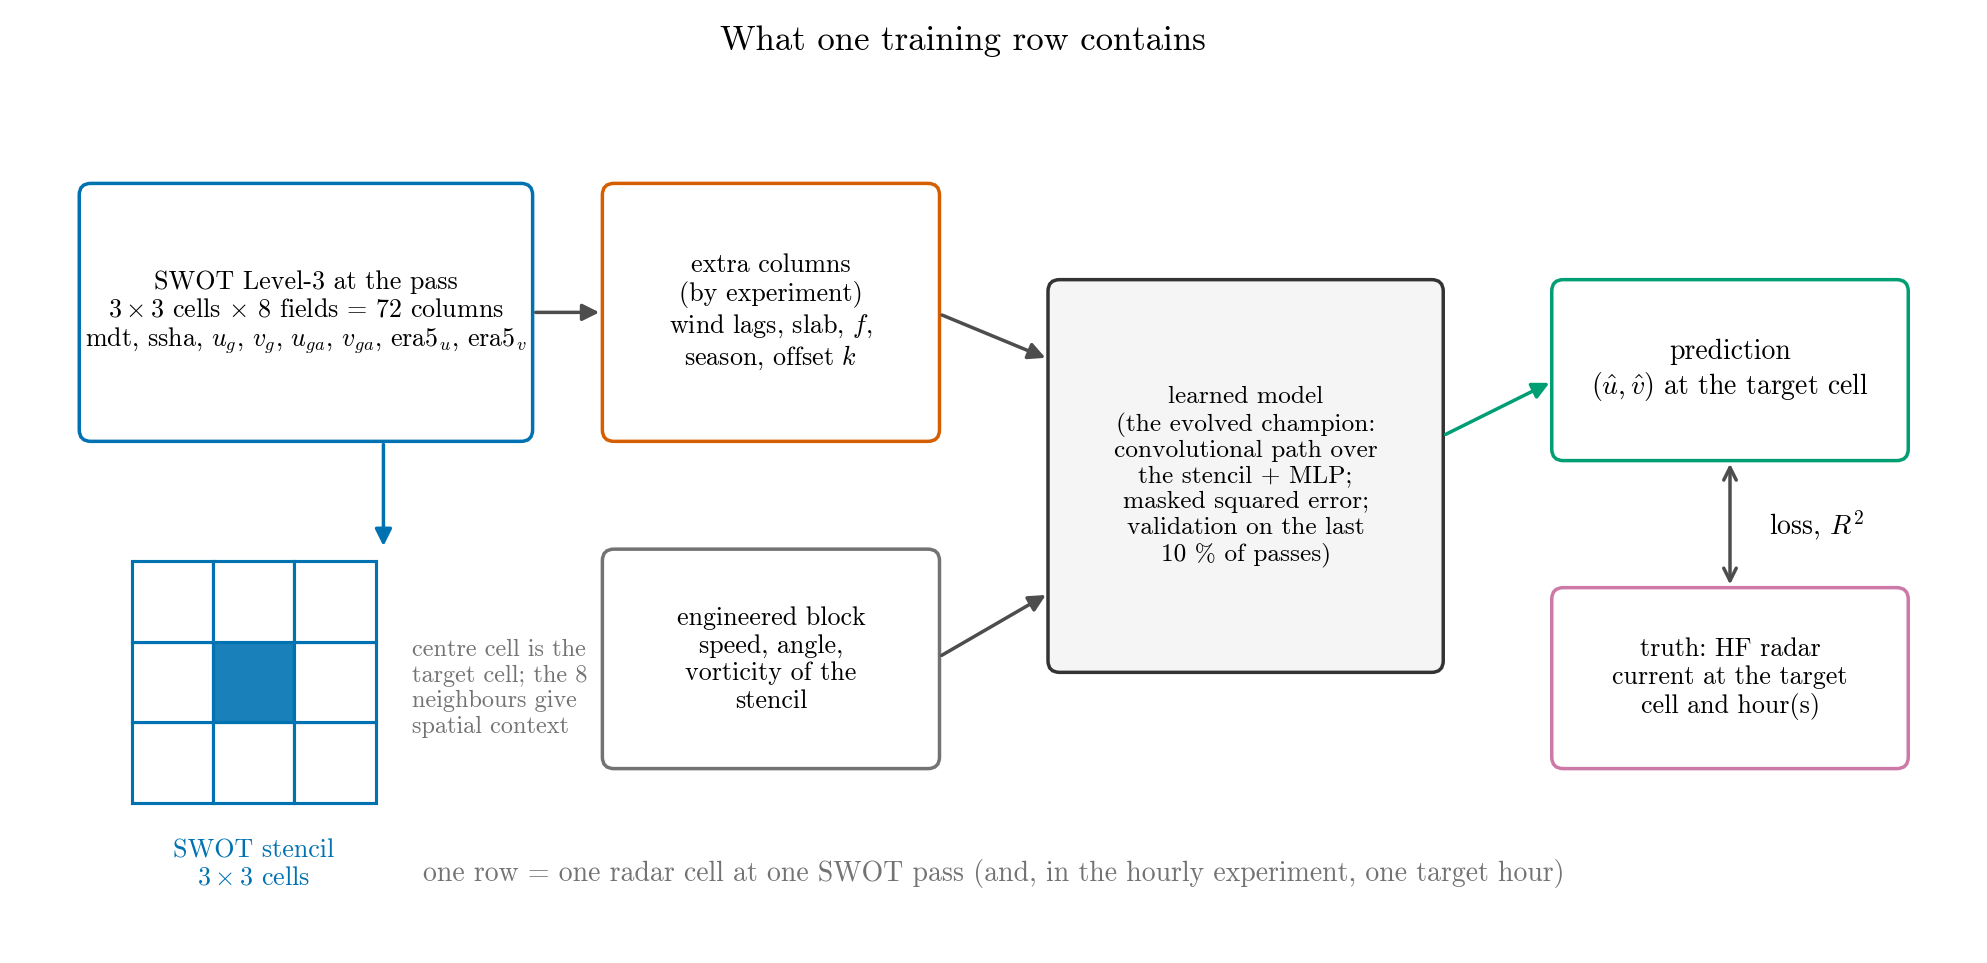 What one training row contains
SWOT Level-3 at the pass
3 × 3 cells × 8 fields = 72 columns
mdt, ssha, u_g, v_g, u_ga, v_ga, era5_u, era5_v
extra columns
(by experiment)
wind lags, slab, f,
season, offset k
learned model
(the evolved champion:
convolutional path over
the stencil + MLP;
masked squared error;
validation on the last
10 % of passes)
prediction
(û, v̂) at the target cell
loss, R²
truth: HF radar
current at the target
cell and hour(s)
engineered block
speed, angle,
vorticity of the
stencil
centre cell is the
target cell; the 8
neighbours give
spatial context
SWOT stencil
3 × 3 cells
one row = one radar cell at one SWOT pass (and, in the hourly experiment, one target hour)